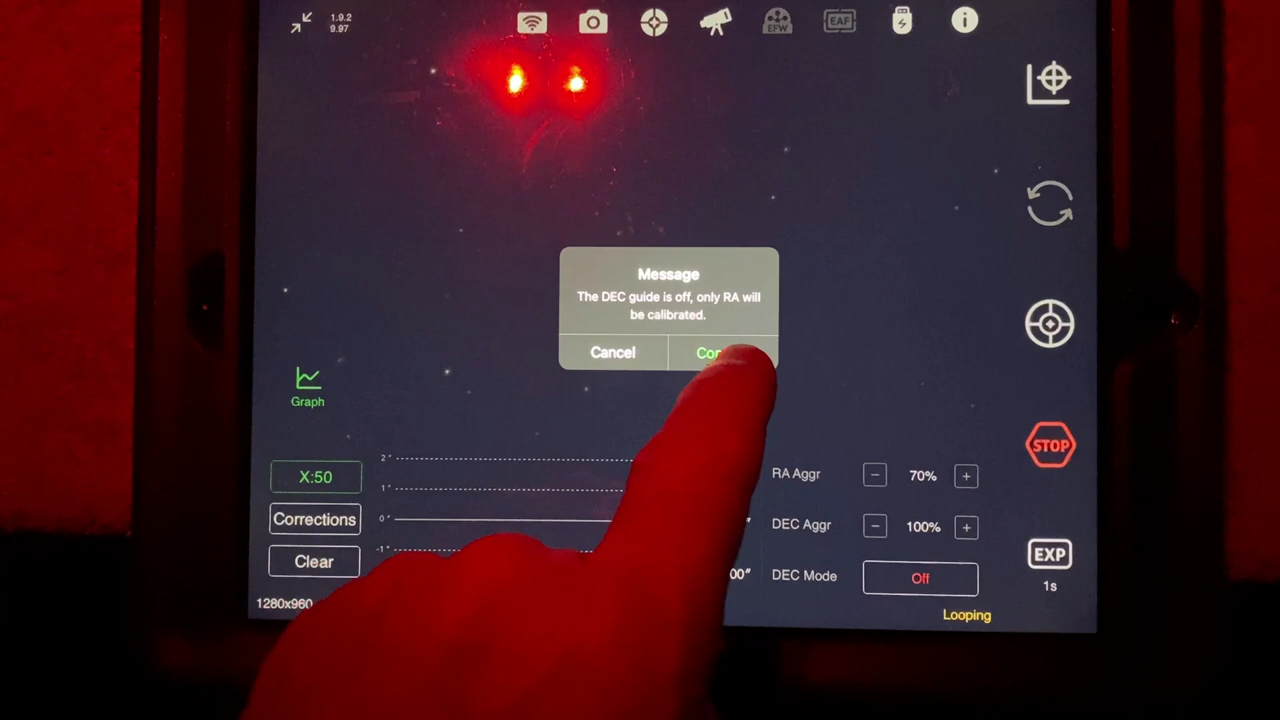 1.9.2
9.97
EFW
EAF
Message
The DEC guide is off, only RA will
be calibrated.
Cancel
Graph
2"
X:50
1"
Corrections
0"
Clear
-1"
1280x960
RA Aggr
70%
DEC Aggr
100%
00"
DEC Mode
Off
STOP
EXP
1s
Looping